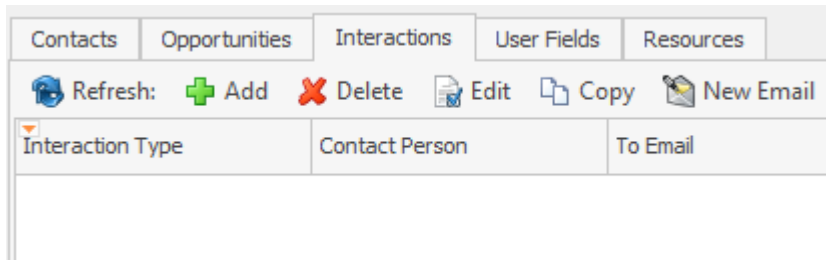 Contacts Opportunities Interactions User Fields Resources
Refresh: Add Delete Edit Copy New Email
Interaction Type Contact Person To Email